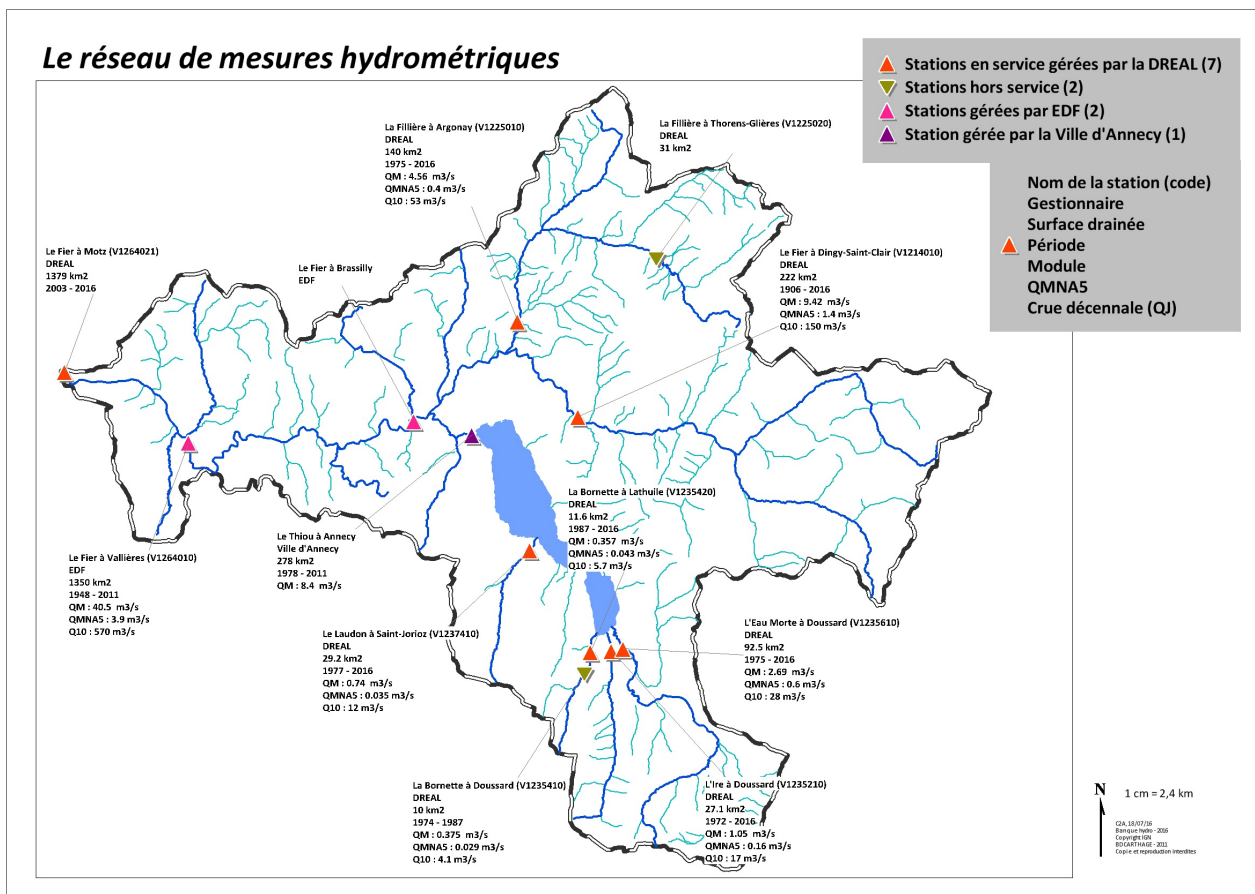 Le réseau de mesures hydrométriques
Stations en service gérées par la DREAL (7)
Stations hors service (2)
Stations gérées par EDF (2)
Station gérée par la Ville d'Annecy (1)
Nom de la station (code)
Gestionnaire
Surface drainée
Période
Module
QMNA5
Crue décennale (QJ)
La Fillière à Argonay (V1225010)
DREAL
140 km2
1975 - 2016
QM : 4.56 m3/s
QMNA5 : 0.4 m3/s
Q10 : 53 m3/s
La Fillière à Thorens-Glières (V1225020)
DREAL
31 km2
Le Fier à Motz (V1264021)
DREAL
1379 km2
2003 - 2016
Le Fier à Brassilly
EDF
Le Fier à Dingy-Saint-Clair (V1214010)
DREAL
222 km2
1906 - 2016
QM : 9.42 m3/s
QMNA5 : 1.4 m3/s
Q10 : 150 m3/s
La Bornette à Lathuile (V1235420)
DREAL
11.6 km2
1987 - 2016
QM : 0.357 m3/s
QMNA5 : 0.043 m3/s
Q10 : 5.7 m3/s
Le Thiou à Annecy
Ville d'Annecy
278 km2
1978 - 2011
QM : 8.4 m3/s
Le Fier à Vallières (V1264010)
EDF
1350 km2
1948 - 2011
QM : 40.5 m3/s
QMNA5 : 3.9 m3/s
Q10 : 570 m3/s
Le Laudon à Saint-Jorioz (V1237410)
DREAL
29.2 km2
1977 - 2016
QM : 0.74 m3/s
QMNA5 : 0.035 m3/s
Q10 : 12 m3/s
L'Eau Morte à Doussard (V1235610)
DREAL
92.5 km2
1975 - 2016
QM : 2.69 m3/s
QMNA5 : 0.6 m3/s
Q10 : 28 m3/s
La Bornette à Doussard (V1235410)
DREAL
10 km2
1974 - 1987
QM : 0.375 m3/s
QMNA5 : 0.029 m3/s
Q10 : 4.1 m3/s
L'Ire à Doussard (V1235210)
DREAL
27.1 km2
1972 - 2016
QM : 1.05 m3/s
QMNA5 : 0.16 m3/s
Q10 : 17 m3/s
N
1 cm = 2,4 km
C2A, 18/07/16
Banque hydro - 2016
Copyright IGN
BDCARTHAGE - 2011
Copie et reproduction interdites